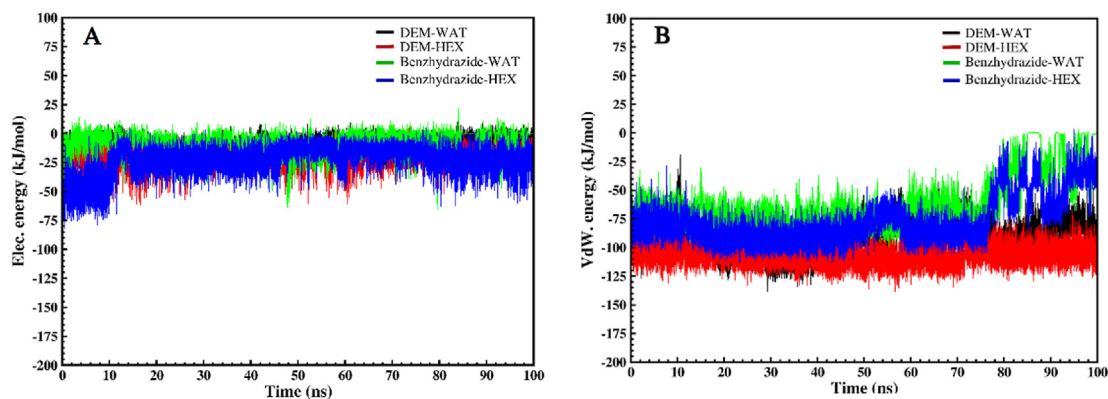 A
DEM-WAT
DEM-HEX
Benzhydrazide-WAT
Benzhydrazide-HEX
100
75
50
25
0
-25
-50
-75
-100
-125
-150
-175
-200
Elec. energy (kJ/mol)
0 10 20 30 40 50 60 70 80 90 100
Time (ns)
B
DEM-WAT
DEM-HEX
Benzhydrazide-WAT
Benzhydrazide-HEX
100
75
50
25
0
-25
-50
-75
-100
-125
-150
-175
-200
VdW. energy (kJ/mol)
0 10 20 30 40 50 60 70 80 90 100
Time (ns)